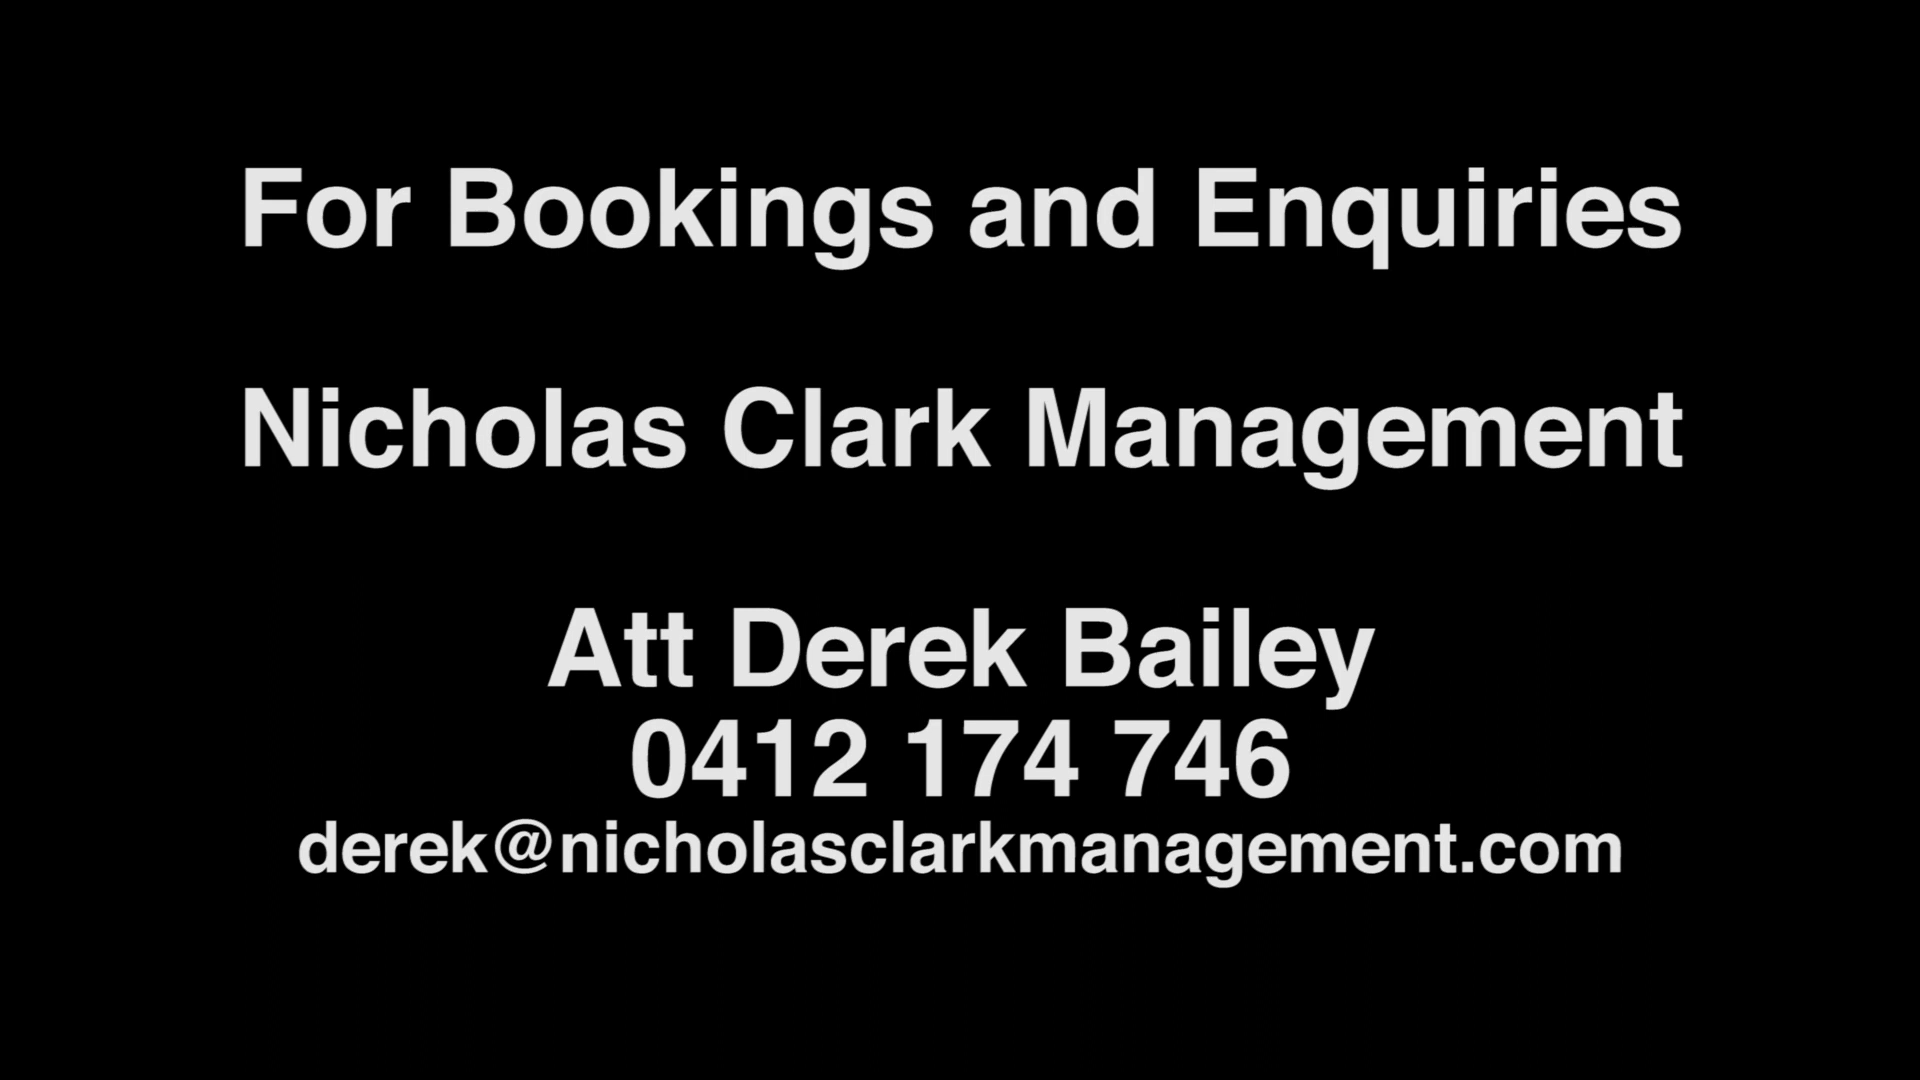 For Bookings and Enquiries
Nicholas Clark Management
Att Derek Bailey
0412 174 746
derek@nicholasclarkmanagement.com